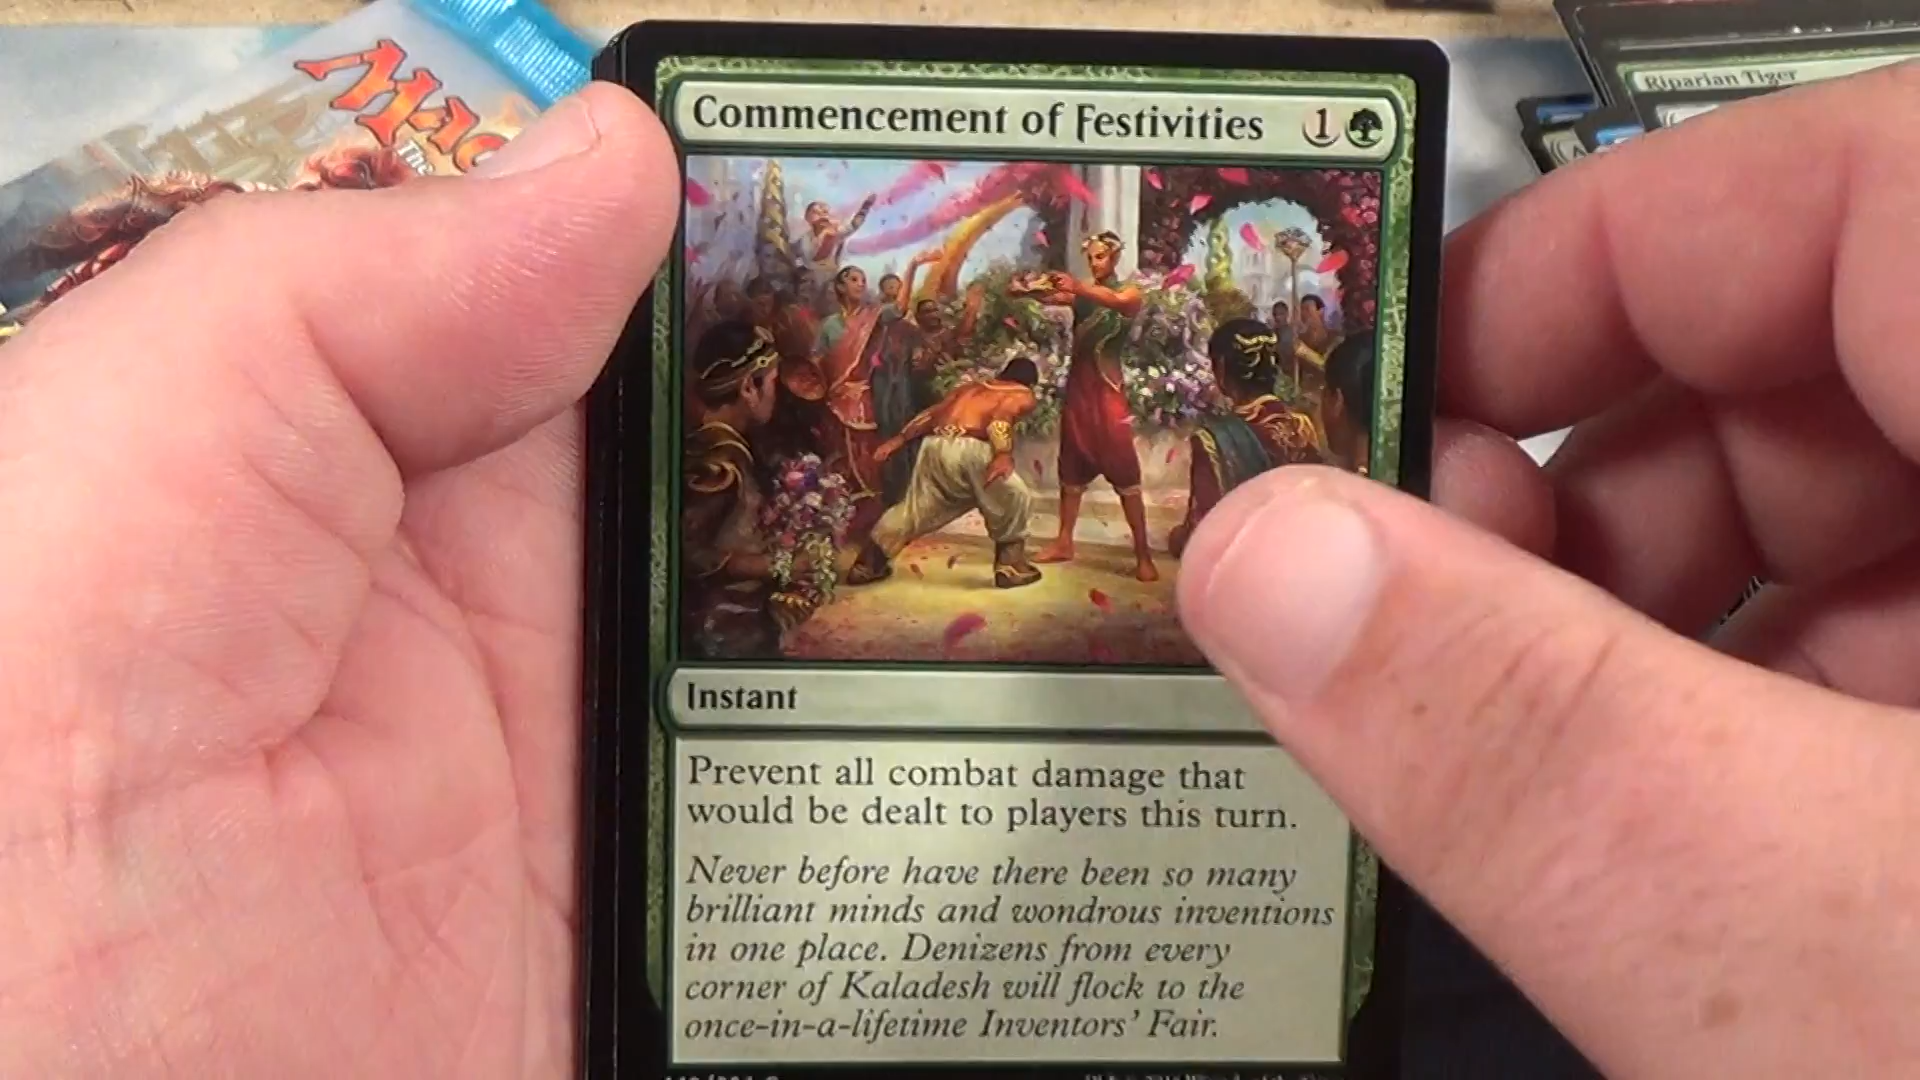 Riparian Tiger
Commencement of Festivities 1
Instant
Prevent all combat damage that
would be dealt to players this turn.
Never before have there been so many
brilliant minds and wondrous inventions
in one place. Denizens from every
corner of Kaladesh will flock to the
once-in-a-lifetime Inventors' Fair.